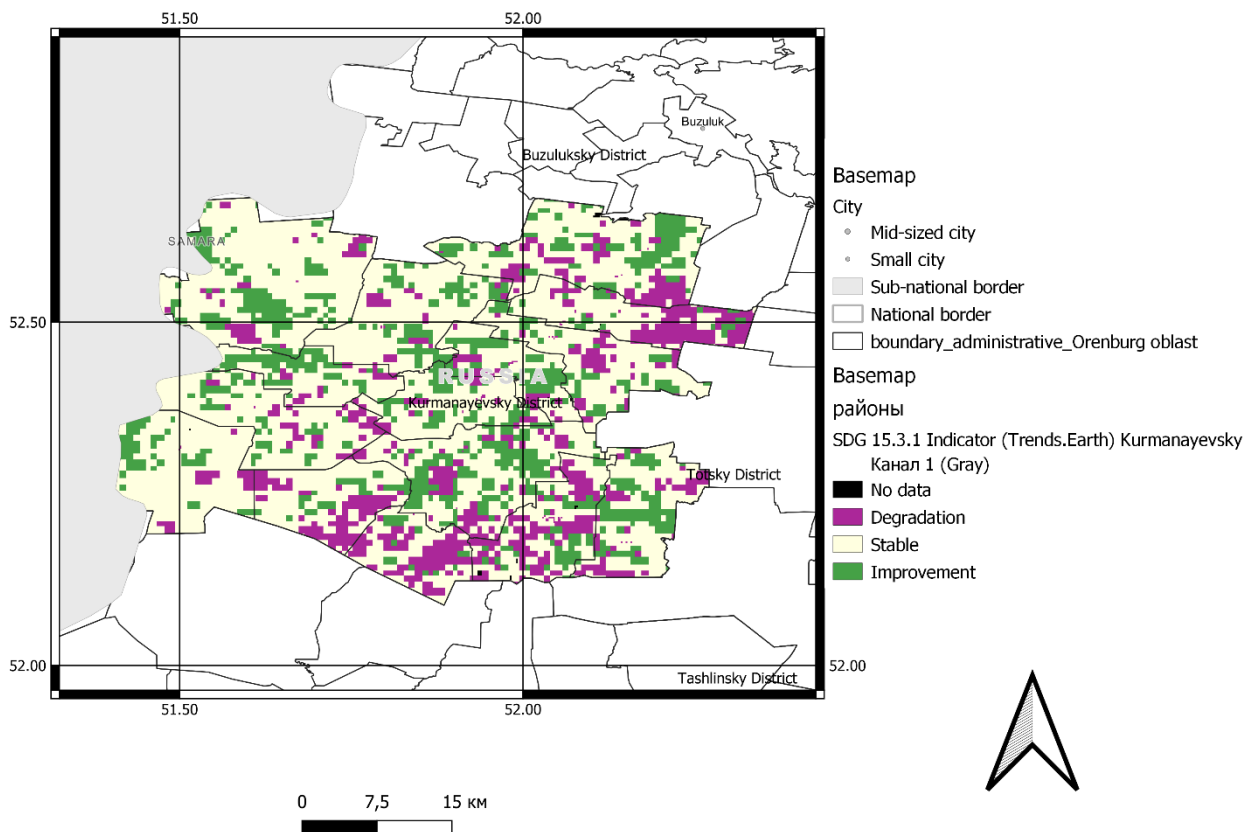 51.50
52.00
Buzuluk
Buzuluksky District
SAMARA
52.50
52.50
RUSSIA
Kurmanayevsky District
Totsky District
52.00
52.00
Tashlinsky District
51.50
52.00
Basemap
City
Mid-sized city
Small city
Sub-national border
National border
boundary_administrative_Orenburg oblast
Basemap
районы
SDG 15.3.1 Indicator (Trends.Earth) Kurmanayevsky
Канал 1 (Gray)
No data
Degradation
Stable
Improvement
0
7,5
15 км